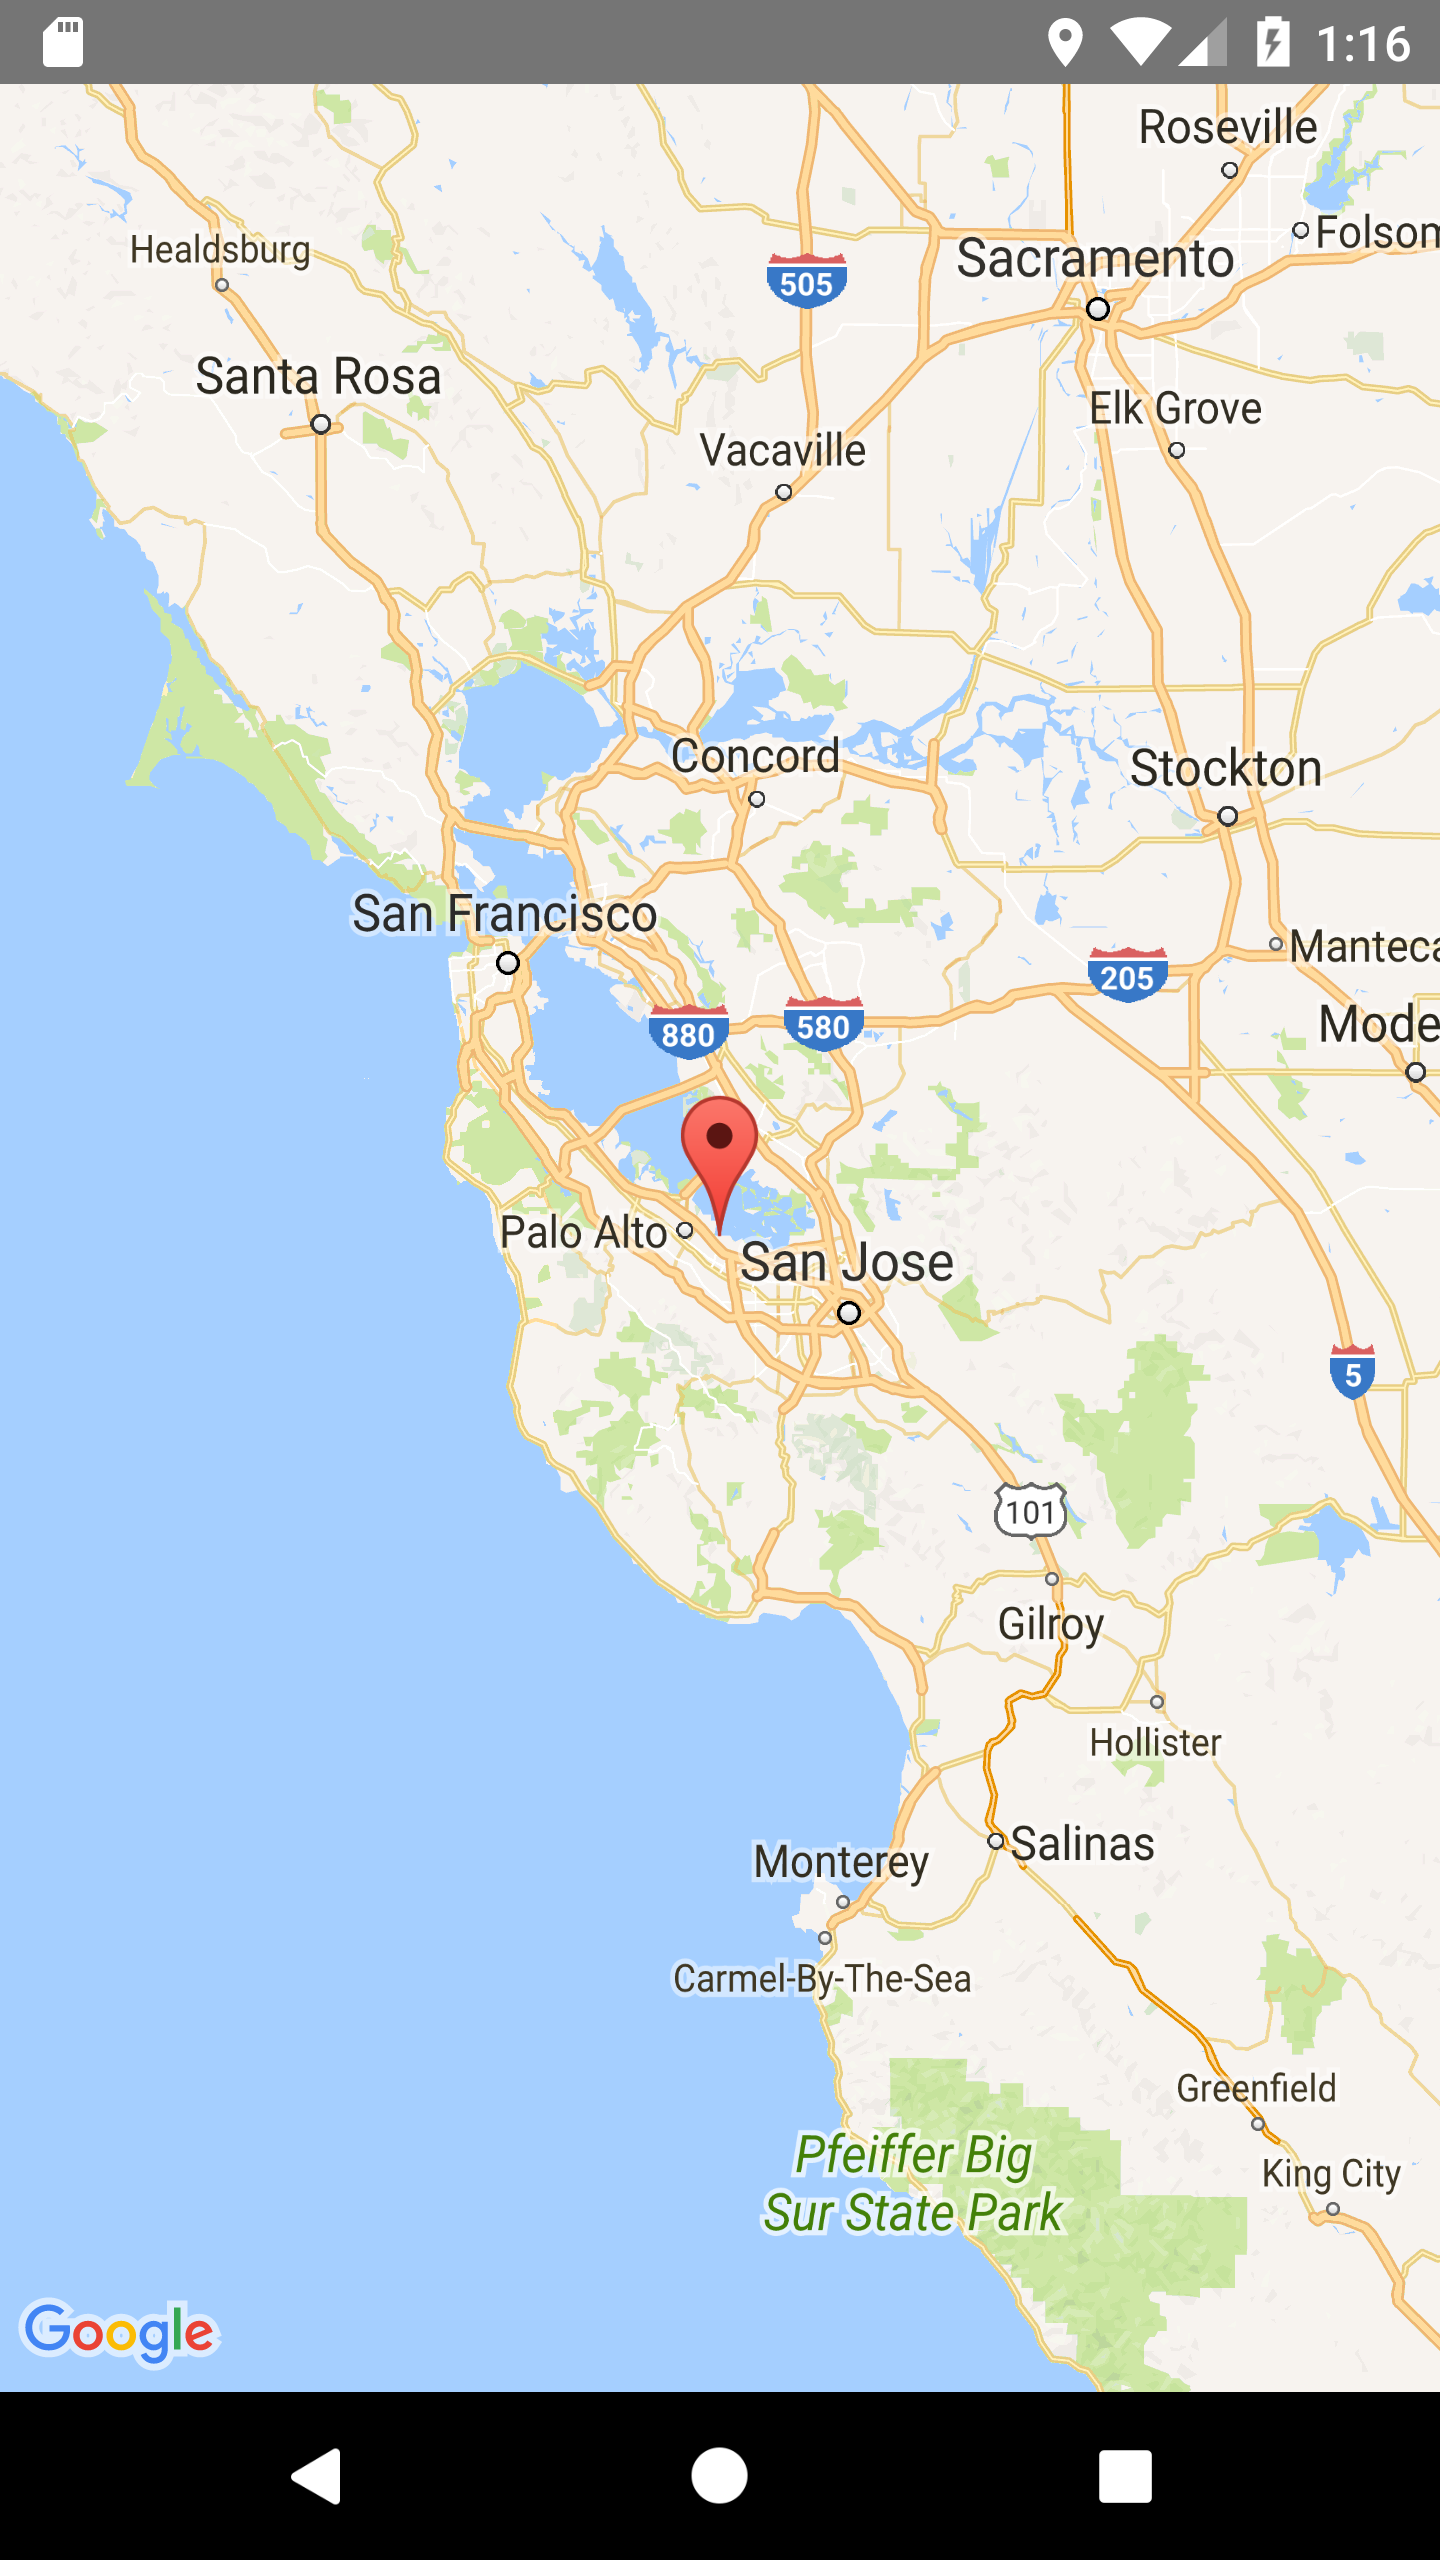 1:16
Roseville
Folsom
Healdsburg
Sacramento
505
Santa Rosa
Elk Grove
Vacaville
Concord
Stockton
San Francisco
Manteca
205
880
580
Mode
Palo Alto
San Jose
5
101
Gilroy
Hollister
Salinas
Monterey
Carmel-By-The-Sea
Greenfield
Pfeiffer Big
Sur State Park
King City
Google